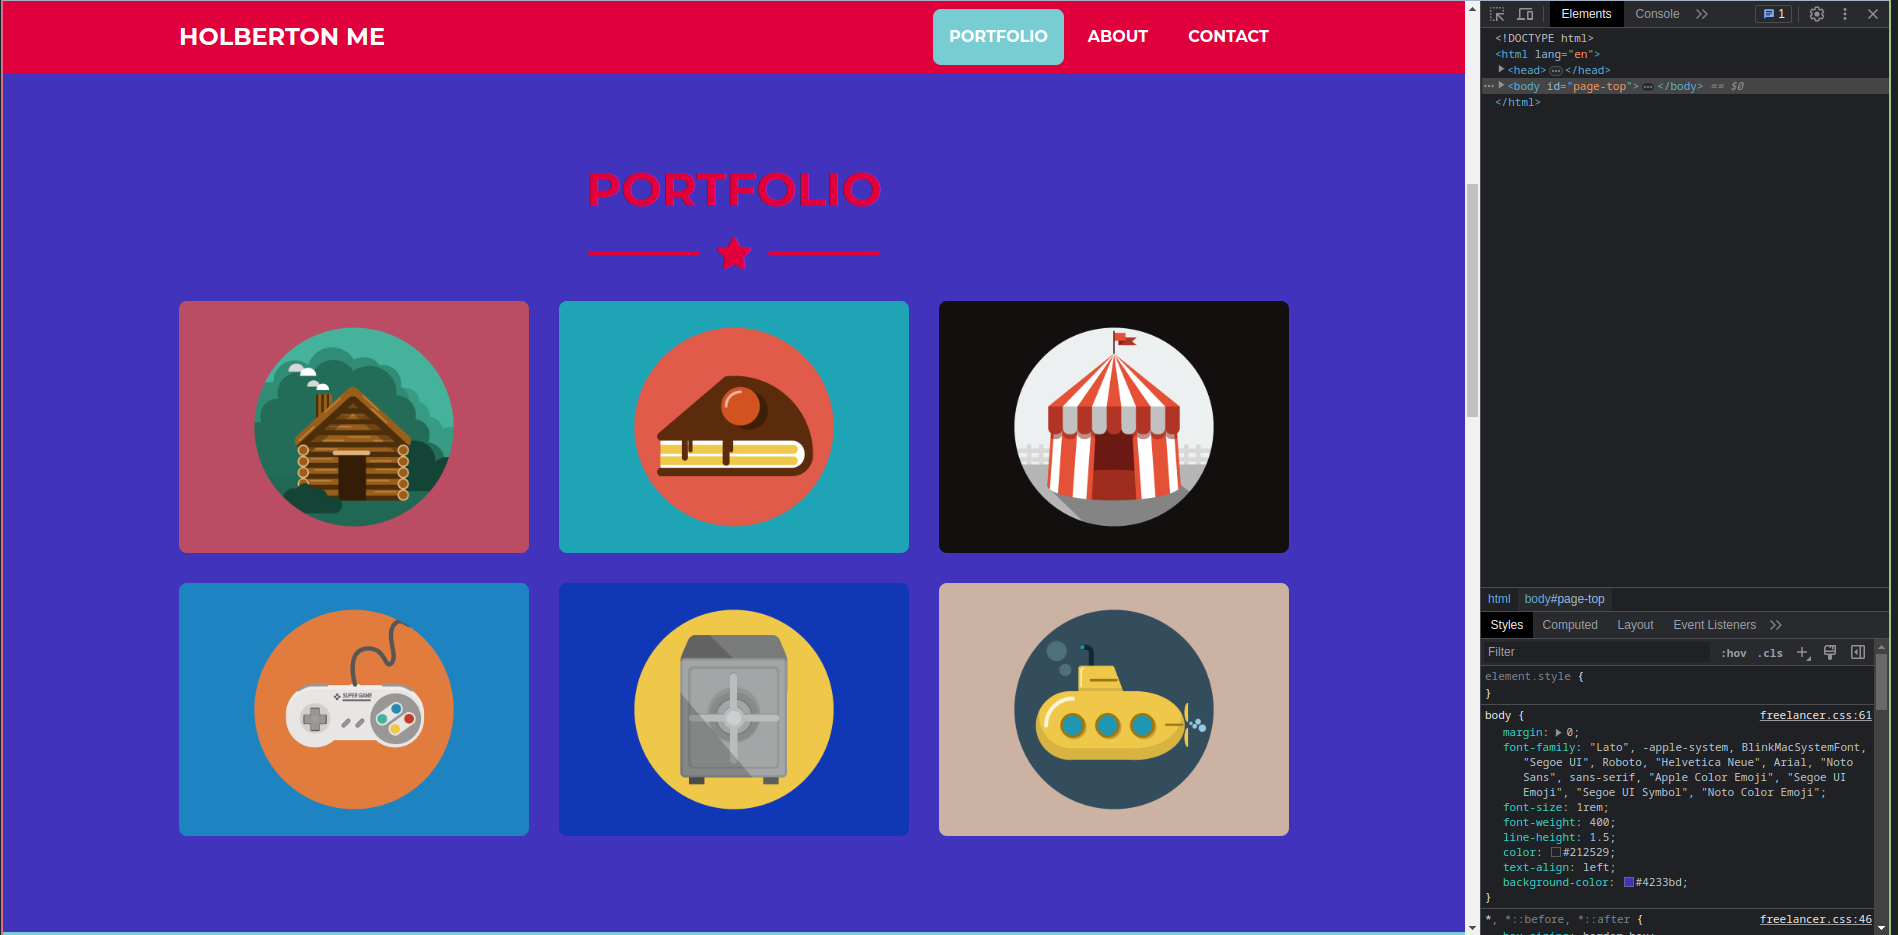 HOLBERTON ME
PORTFOLIO
ABOUT
CONTACT
PORTFOLIO
SUPER GAME
Elements
Console
1
<!DOCTYPE html>
<html lang="en">
<head> … </head>
<body id="page-top"> … </body> == $0
</html>
html
body#page-top
Styles
Computed
Layout
Event Listeners
Filter
:hov
.cls
element.style {
}
body {
freelancer.css:61
margin: 0;
font-family: "Lato", -apple-system, BlinkMacSystemFont,
"Segoe UI", Roboto, "Helvetica Neue", Arial, "Noto
Sans", sans-serif, "Apple Color Emoji", "Segoe UI
Emoji", "Segoe UI Symbol", "Noto Color Emoji";
font-size: 1rem;
font-weight: 400;
line-height: 1.5;
color: #212529;
text-align: left;
background-color: #4233bd;
}
*, *::before, *::after {
freelancer.css:46